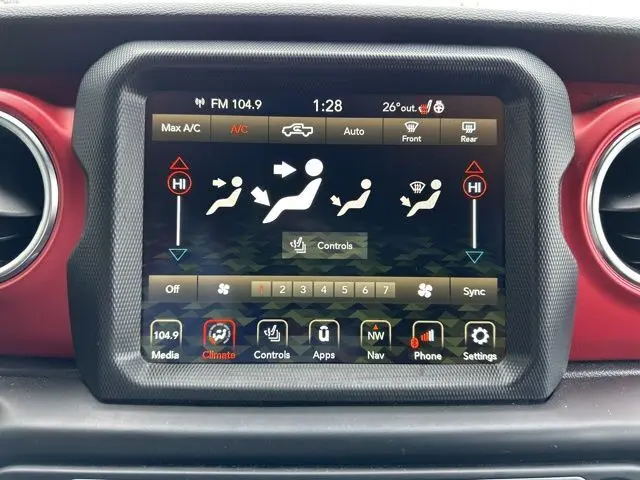 FM 104.9 1:28 26°out.
Max A/C A/C Auto Front Rear
HI HI
Controls
Off 1 2 3 4 5 6 7 Sync
104.9 ū NW
Media Climate Controls Apps Nav Phone Settings